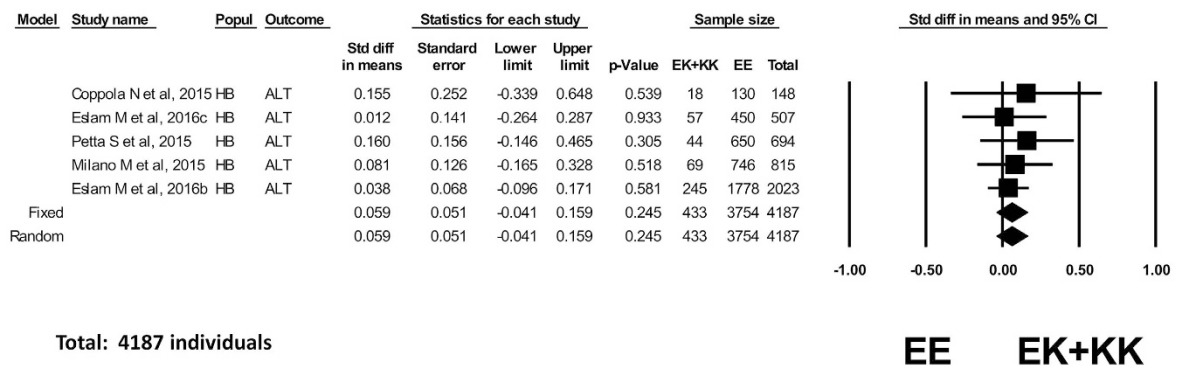 Model Study name Popul Outcome Statistics for each study Sample size Std diff in means and 95% CI
Std diff Standard Lower Upper
in means error limit limit p-Value EK+KK EE Total
Coppola N et al, 2015 HB ALT 0.155 0.252 -0.339 0.648 0.539 18 130 148
Eslam M et al, 2016c HB ALT 0.012 0.141 -0.264 0.287 0.933 57 450 507
Petta S et al, 2015 HB ALT 0.160 0.156 -0.146 0.465 0.305 44 650 694
Milano M et al, 2015 HB ALT 0.081 0.126 -0.165 0.328 0.518 69 746 815
Eslam M et al, 2016b HB ALT 0.038 0.068 -0.096 0.171 0.581 245 1778 2023
Fixed 0.059 0.051 -0.041 0.159 0.245 433 3754 4187
Random 0.059 0.051 -0.041 0.159 0.245 433 3754 4187
-1.00 -0.50 0.00 0.50 1.00
Total: 4187 individuals
EE EK+KK